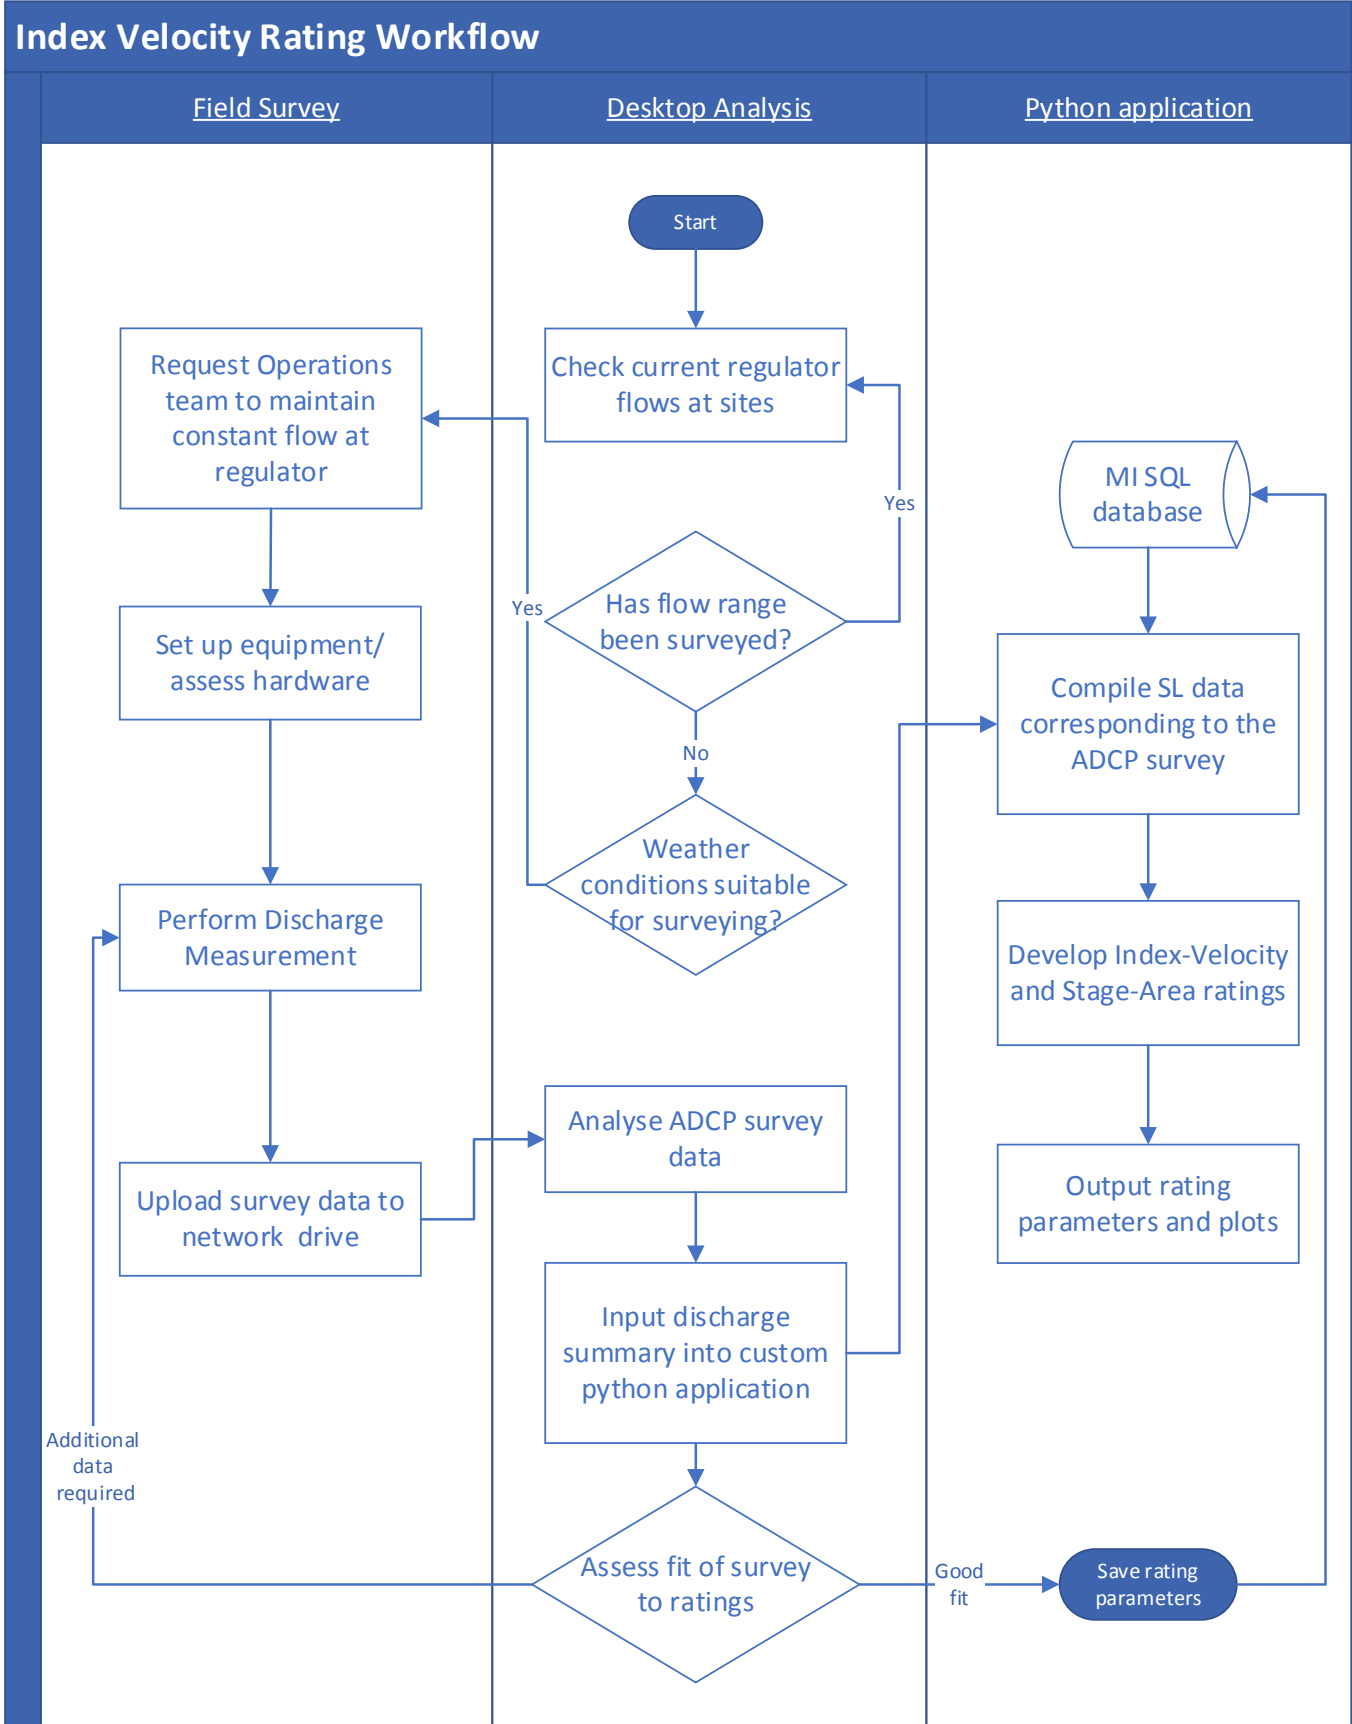 Index Velocity Rating Workflow
Field Survey
Desktop Analysis
Python application
Start
Check current regulator
flows at sites
Yes
Has flow range
been surveyed?
No
Weather
conditions suitable
for surveying?
Yes
Request Operations
team to maintain
constant flow at
regulator
Set up equipment/
assess hardware
Perform Discharge
Measurement
Upload survey data to
network drive
Analyse ADCP survey
data
Input discharge
summary into custom
python application
Assess fit of survey
to ratings
Additional
data
required
Good
fit
Save rating
parameters
MI SQL
database
Compile SL data
corresponding to the
ADCP survey
Develop Index-Velocity
and Stage-Area ratings
Output rating
parameters and plots